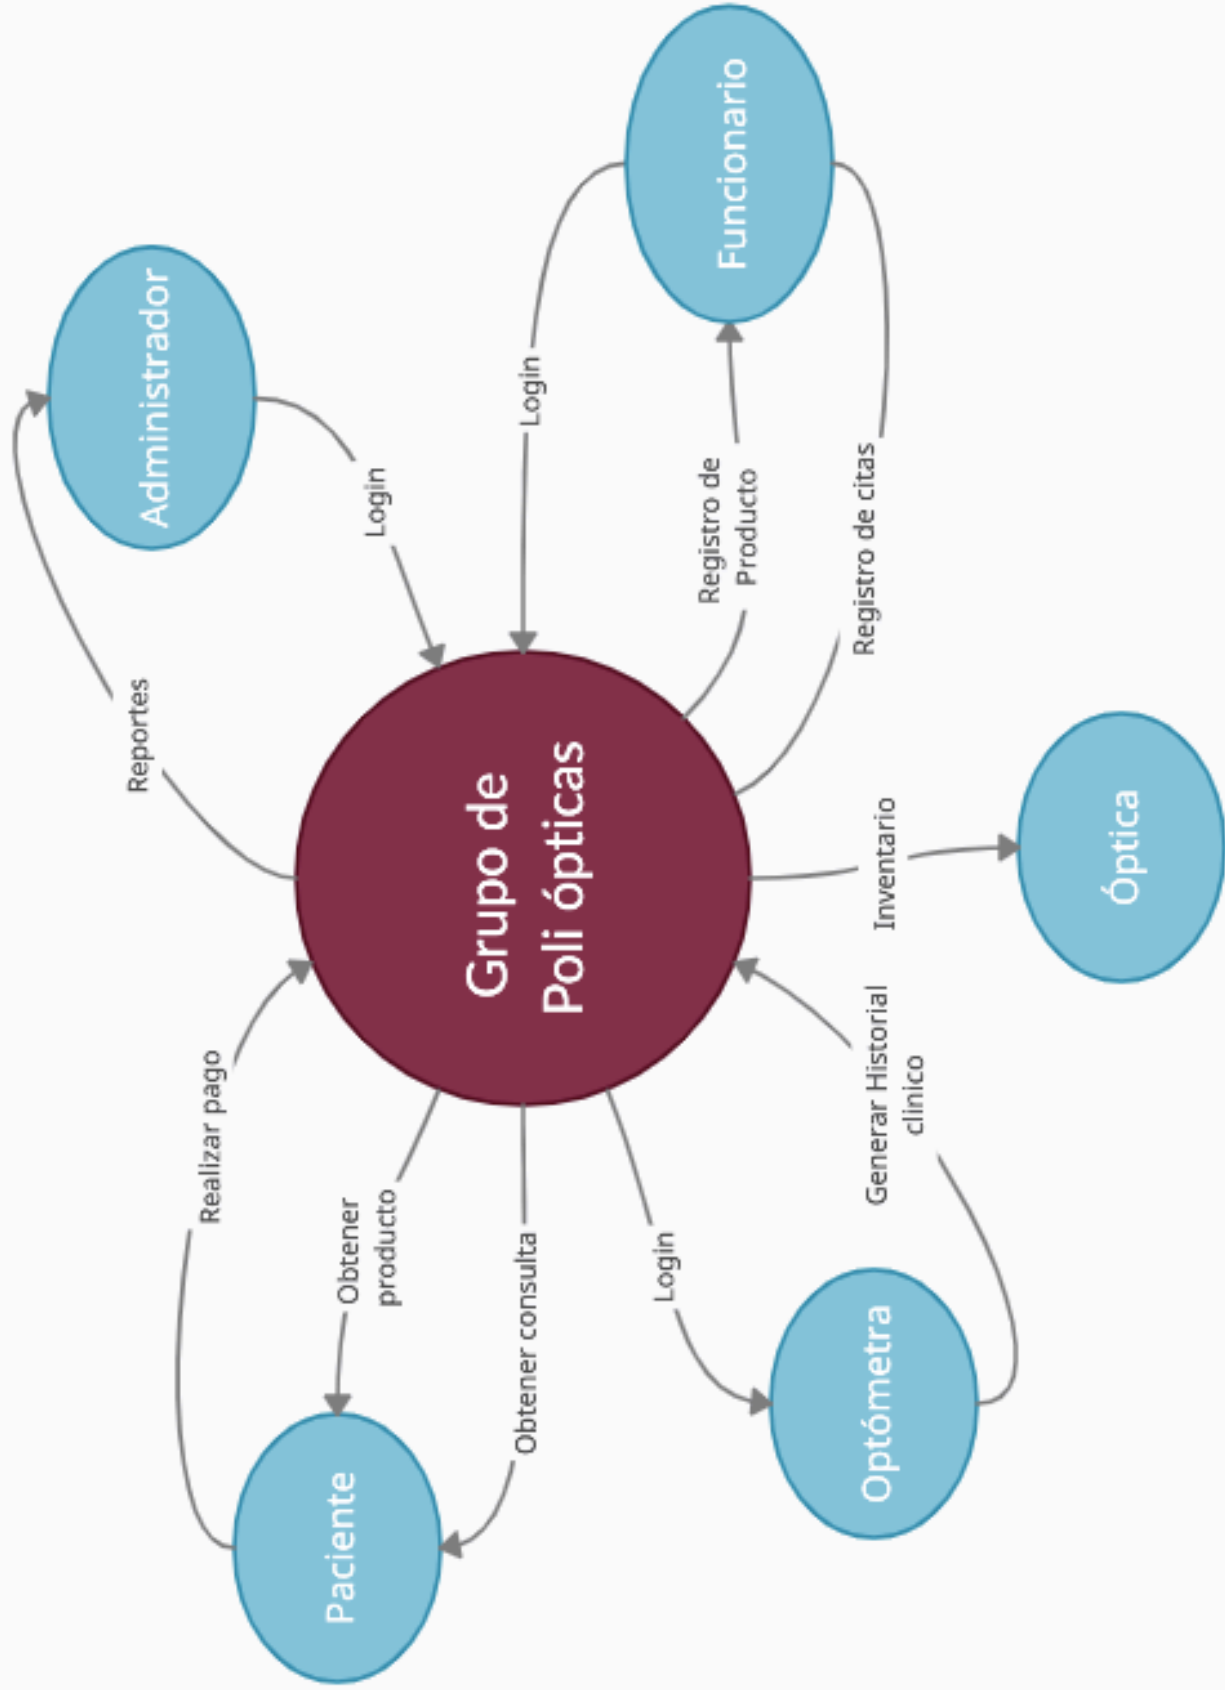 Reportes
Administrador
Realizar pago
Login
Obtener
producto
Grupo de
Poli ópticas
Login
Paciente
Obtener consulta
Registro de
Producto
Funcionario
Login
Registro de citas
Generar Historial
clinico
Inventario
Optómetra
Óptica